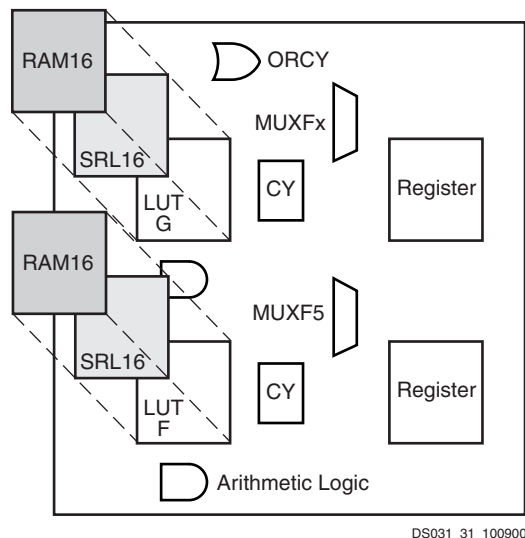 RAM16
ORCY
MUXFx
SRL16
CY
Register
LUT
G
RAM16
MUXF5
SRL16
CY
Register
LUT
F
Arithmetic Logic
DS031_31_100900